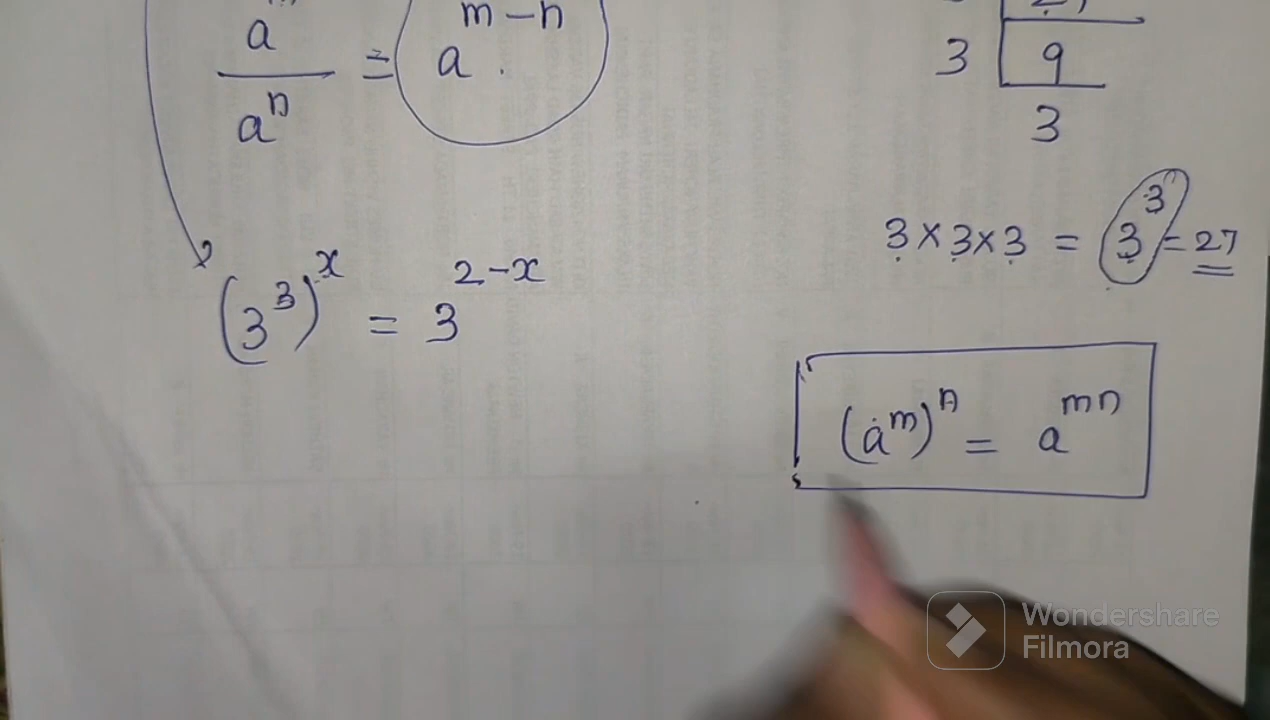 a
― = a^{m-n}
a^n
3 | 9
3
3 × 3 × 3 = 3^3 = 27
(3^3)^x = 3^{2-x}
(a^m)^n = a^{mn}
Wondershare
Filmora